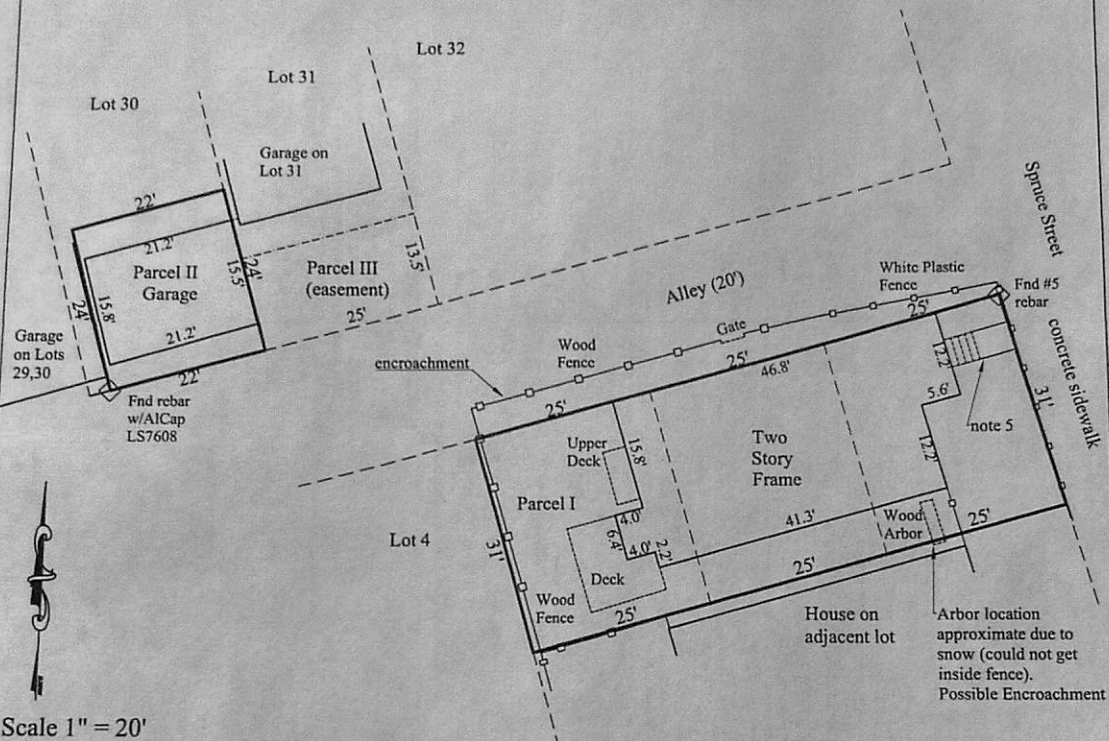 Lot 32
Lot 31
Lot 30
Garage on
Lot 31
22'
21.2'
Parcel II
Garage
15.5'
24'
Parcel III
(easement)
13.5'
24'
15.8'
21.2'
22'
25'
Garage
on Lots
29,30
Fnd rebar
w/AlCap
LS7608
Spruce Street
concrete sidewalk
Alley (20')
White Plastic
Fence
Fnd #5
rebar
25'
Gate
Wood
Fence
encroachment
25'
46.8'
25'
2.2'
5.6'
12.2'
31'
note 5
Upper
Deck
15.8'
Two
Story
Frame
Parcel I
Lot 4
31'
4.0'
6.4'
4.0'
2.2'
41.3'
Wood
Arbor
25'
Deck
25'
Wood
Fence
25'
House on
adjacent lot
Arbor location
approximate due to
snow (could not get
inside fence).
Possible Encroachment
Scale 1" = 20'